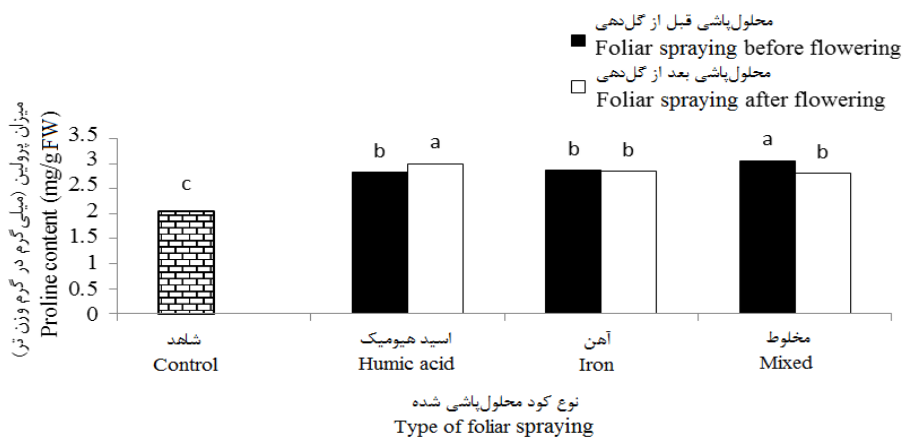 محلول‌پاشی قبل از گل‌دهی
Foliar spraying before flowering
محلول‌پاشی بعد از گل‌دهی
Foliar spraying after flowering
میزان پرولین (میلی گرم در گرم وزن تر)
Proline content (mg/gFW)
3.5
3
2.5
2
1.5
1
0.5
0
c
b
a
b
b
a
b
شاهد
Control
اسید هیومیک
Humic acid
آهن
Iron
مخلوط
Mixed
نوع کود محلول‌پاشی شده
Type of foliar spraying